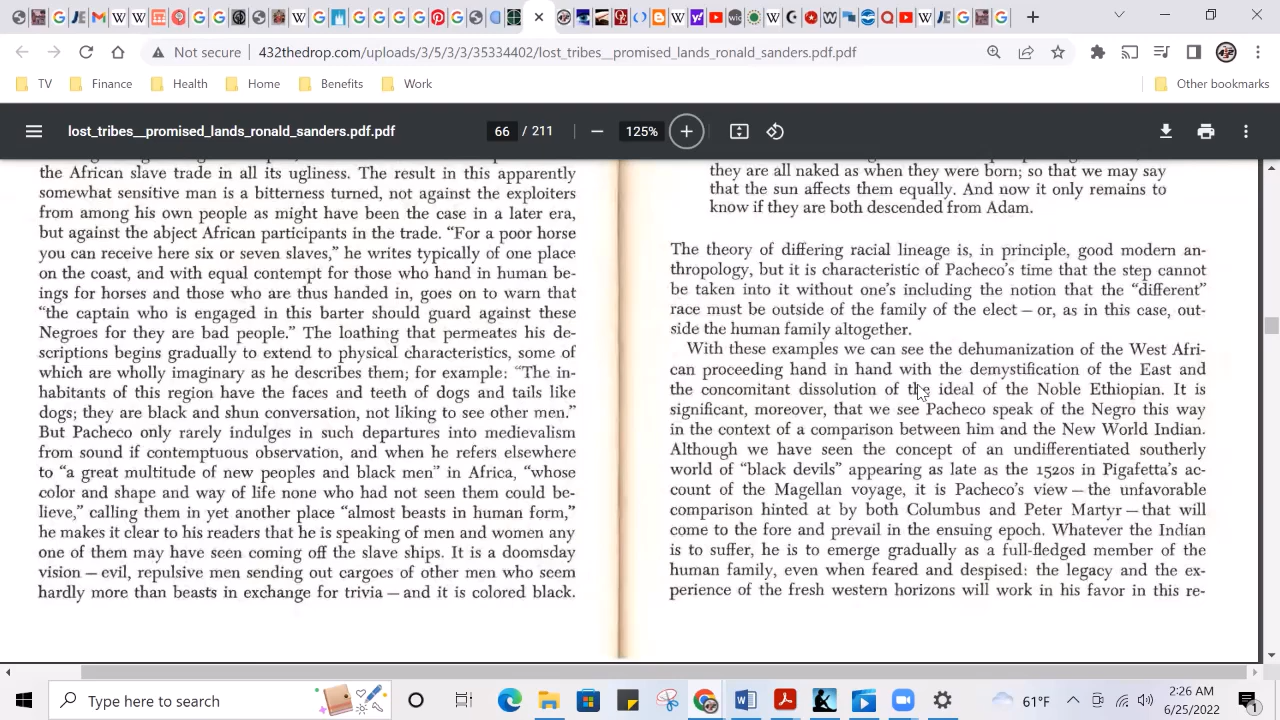 Not secure
432thedrop.com/uploads/3/5/3/3/35334402/lost_tribes__promised_lands_ronald_sanders.pdf.pdf
TV
Finance
Health
Home
Benefits
Work
Other bookmarks
lost_tribes__promised_lands_ronald_sanders.pdf.pdf
66 / 211
125%
the African slave trade in all its ugliness. The result in this apparently
somewhat sensitive man is a bitterness turned, not against the exploiters
from among his own people as might have been the case in a later era,
but against the abject African participants in the trade. “For a poor horse
you can receive here six or seven slaves,” he writes typically of one place
on the coast, and with equal contempt for those who hand in human be-
ings for horses and those who are thus handed in, goes on to warn that
“the captain who is engaged in this barter should guard against these
Negroes for they are bad people.” The loathing that permeates his de-
scriptions begins gradually to extend to physical characteristics, some of
which are wholly imaginary as he describes them; for example: “The in-
habitants of this region have the faces and teeth of dogs and tails like
dogs; they are black and shun conversation, not liking to see other men.”
But Pacheco only rarely indulges in such departures into medievalism
from sound if contemptuous observation, and when he refers elsewhere
to “a great multitude of new peoples and black men” in Africa, “whose
color and shape and way of life none who had not seen them could be-
lieve,” calling them in yet another place “almost beasts in human form,”
he makes it clear to his readers that he is speaking of men and women any
one of them may have seen coming off the slave ships. It is a doomsday
vision — evil, repulsive men sending out cargoes of other men who seem
hardly more than beasts in exchange for trivia — and it is colored black.
they are all naked as when they were born; so that we may say
that the sun affects them equally. And now it only remains to
know if they are both descended from Adam.
The theory of differing racial lineage is, in principle, good modern an-
thropology, but it is characteristic of Pacheco’s time that the step cannot
be taken into it without one’s including the notion that the “different”
race must be outside of the family of the elect — or, as in this case, out-
side the human family altogether.
With these examples we can see the dehumanization of the West Afri-
can proceeding hand in hand with the demystification of the East and
the concomitant dissolution of the ideal of the Noble Ethiopian. It is
significant, moreover, that we see Pacheco speak of the Negro this way
in the context of a comparison between him and the New World Indian.
Although we have seen the concept of an undifferentiated southerly
world of “black devils” appearing as late as the 1520s in Pigafetta’s ac-
count of the Magellan voyage, it is Pacheco’s view — the unfavorable
comparison hinted at by both Columbus and Peter Martyr — that will
come to the fore and prevail in the ensuing epoch. Whatever the Indian
is to suffer, he is to emerge gradually as a full-fledged member of the
human family, even when feared and despised: the legacy and the ex-
perience of the fresh western horizons will work in his favor in this re-
Type here to search
61°F
2:26 AM
6/25/2022